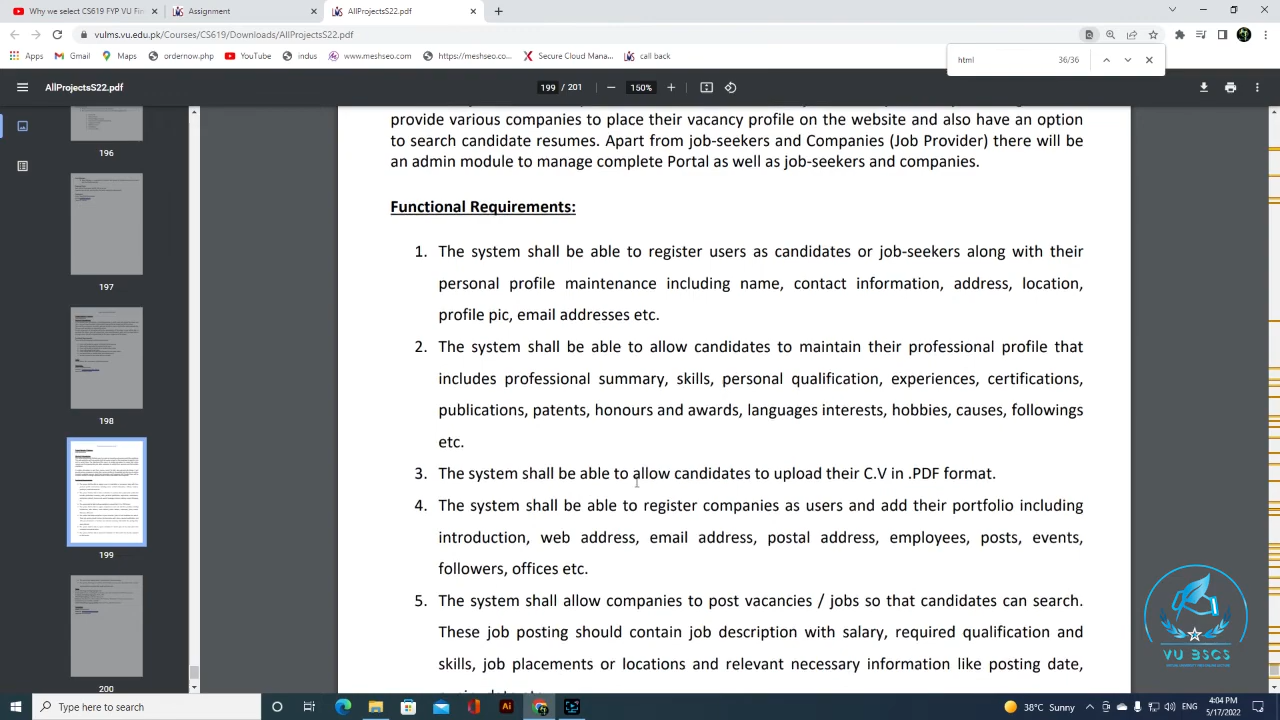 Why we select CS619 FYP VU Fin
Assignment
AllProjectsS22.pdf
vulms.vu.edu.pk/Courses/CS619/Downloads/AllProjectsS22.pdf
Apps
Gmail
Photos
ordernow.php
YouTube
indus
www.meshseo.com
https://meshseo.com...
Secure Cloud Mana...
call back
html
36/36
AllProjectsS22.pdf
199 / 201
150%
provide various companies to place their vacancy profile on the website and also have an option
to search candidate resumes. Apart from job-seekers and Companies (Job Provider) there will be
an admin module to manage complete Portal as well as job-seekers and companies.
Functional Requirements:
1. The system shall be able to register users as candidates or job-seekers along with their
personal profile maintenance including name, contact information, address, location,
profile pic, email addresses etc.
2. The system shall be able to allow candidates to maintain their professional profile that
includes professional summary, skills, personal qualification, experiences, certifications,
publications, patents, honours and awards, languages interests, hobbies, causes, followings
etc.
3. The system shall be able to allow candidates to upload their C.V in .PDF format.
4. The system shall be able to register companies as users and add their portfolio including
introduction, web address, email address, postal address, employees, posts, events,
followers, offices etc.
5. The system shall allow companies to post vacancies / jobs so that candidates can search.
These job posting should contain job description with salary, required qualification and
skills, job placements or locations and relevant necessary information like posting date,
196
197
198
199
200
VU BSCS
Type here to search
Ai
38°C Sunny
ENG
4:04 PM
5/17/2022